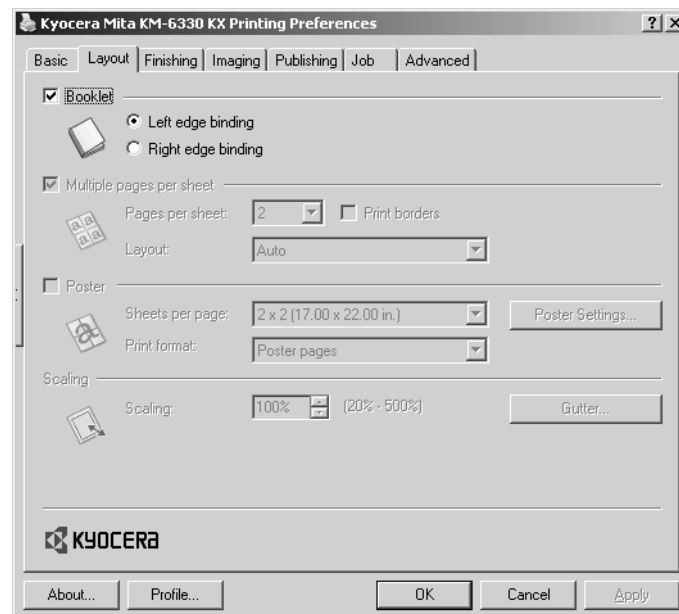 Kyocera Mita KM-6330 KX Printing Preferences
Basic Layout Finishing Imaging Publishing Job Advanced
Booklet
Left edge binding
Right edge binding
Multiple pages per sheet
Pages per sheet: 2 Print borders
Layout: Auto
Poster
Sheets per page: 2 x 2 (17.00 x 22.00 in.) Poster Settings...
Print format: Poster pages
Scaling
Scaling: 100% (20% - 500%) Gutter...
KYOCERA
About... Profile... OK Cancel Apply